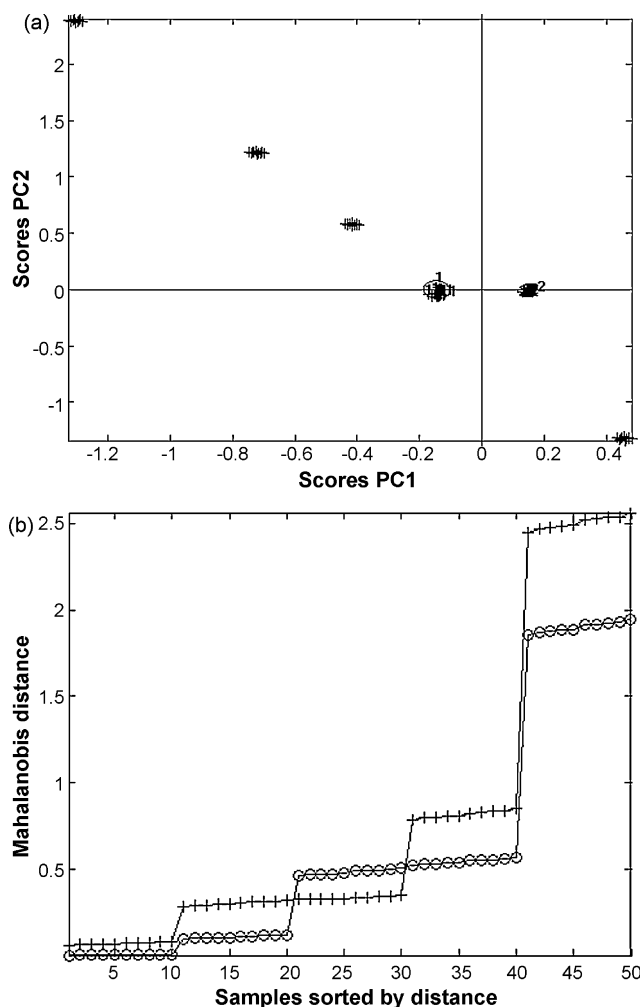 (a)
2
1.5
1
0.5
0
-0.5
-1
Scores PC2
1
2
-1.2 -1 -0.8 -0.6 -0.4 -0.2 0 0.2 0.4
Scores PC1
(b)
2.5
2
1.5
1
0.5
Mahalanobis distance
5 10 15 20 25 30 35 40 45 50
Samples sorted by distance